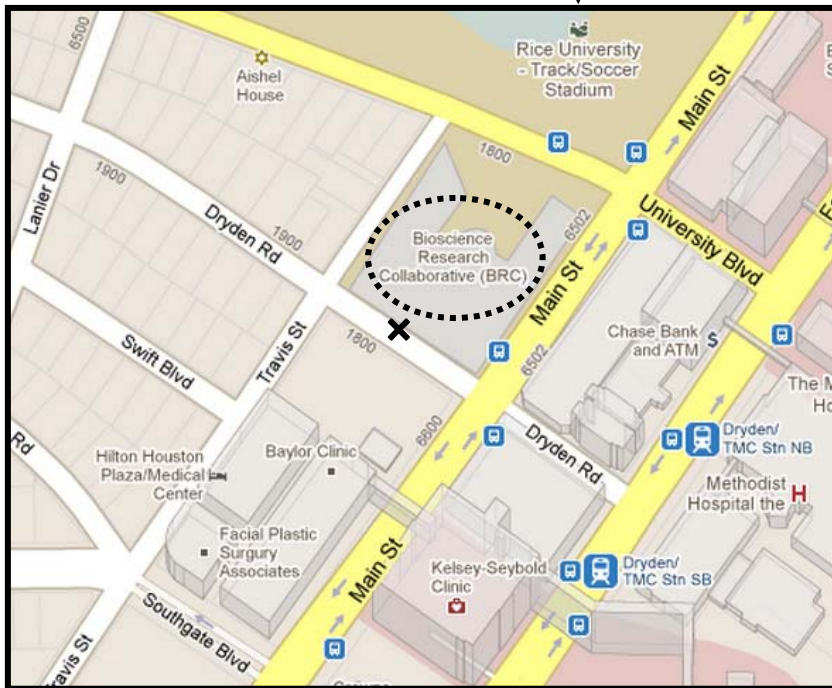 6500
Aishel
House
Rice University
- Track/Soccer
Stadium
Main St
1800
Lanier Dr
1900
Dryden Rd
1900
Bioscience
Research
Collaborative (BRC)
6502
University Blvd
Main St
Swift Blvd
Travis St
1800
6502
Chase Bank
and ATM
$
The M
Ho
Rd
6600
Dryden Rd
Dryden/
TMC Stn NB
Hilton Houston
Plaza/Medical
Center
Baylor Clinic
Methodist
Hospital the
H
Facial Plastic
Surgury
Associates
Main St
Kelsey-Seybold
Clinic
Dryden/
TMC Stn SB
Southgate Blvd
Travis St